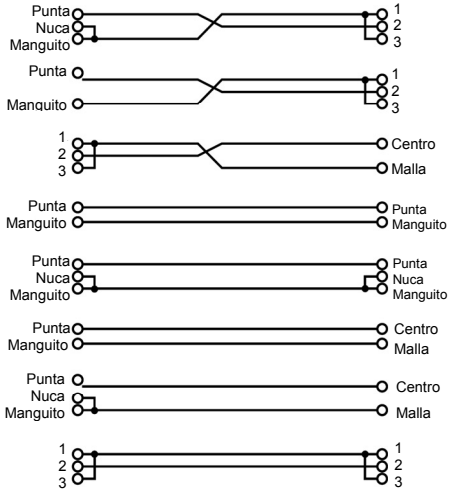 Punta 1
Nuca 2
Manguito 3
Punta 1
2
Manguito 3
1 Centro
2
3 Malla
Punta Punta
Manguito Manguito
Punta Punta
Nuca Nuca
Manguito Manguito
Punta Centro
Manguito Malla
Punta Centro
Nuca
Manguito Malla
1 1
2 2
3 3